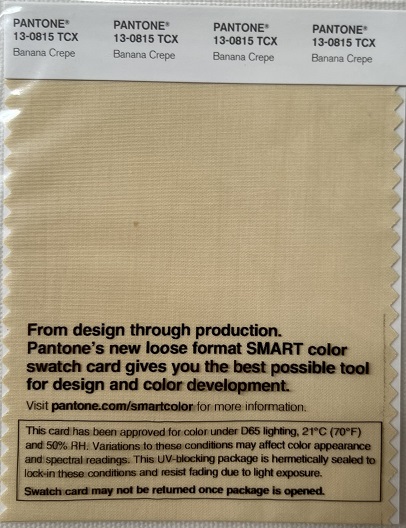 PANTONE® PANTONE® PANTONE® PANTONE®
13-0815 TCX 13-0815 TCX 13-0815 TCX 13-0815 TCX
Banana Crepe Banana Crepe Banana Crepe Banana Crepe
From design through production.
Pantone's new loose format SMART color
swatch card gives you the best possible tool
for design and color development.
Visit pantone.com/smartcolor for more information.
This card has been approved for color under D65 lighting, 21°C (70°F)
and 50% RH. Variations to these conditions may affect color appearance
and spectral readings. This UV-blocking package is hermetically sealed to
lock-in these conditions and resist fading due to light exposure.
Swatch card may not be returned once package is opened.